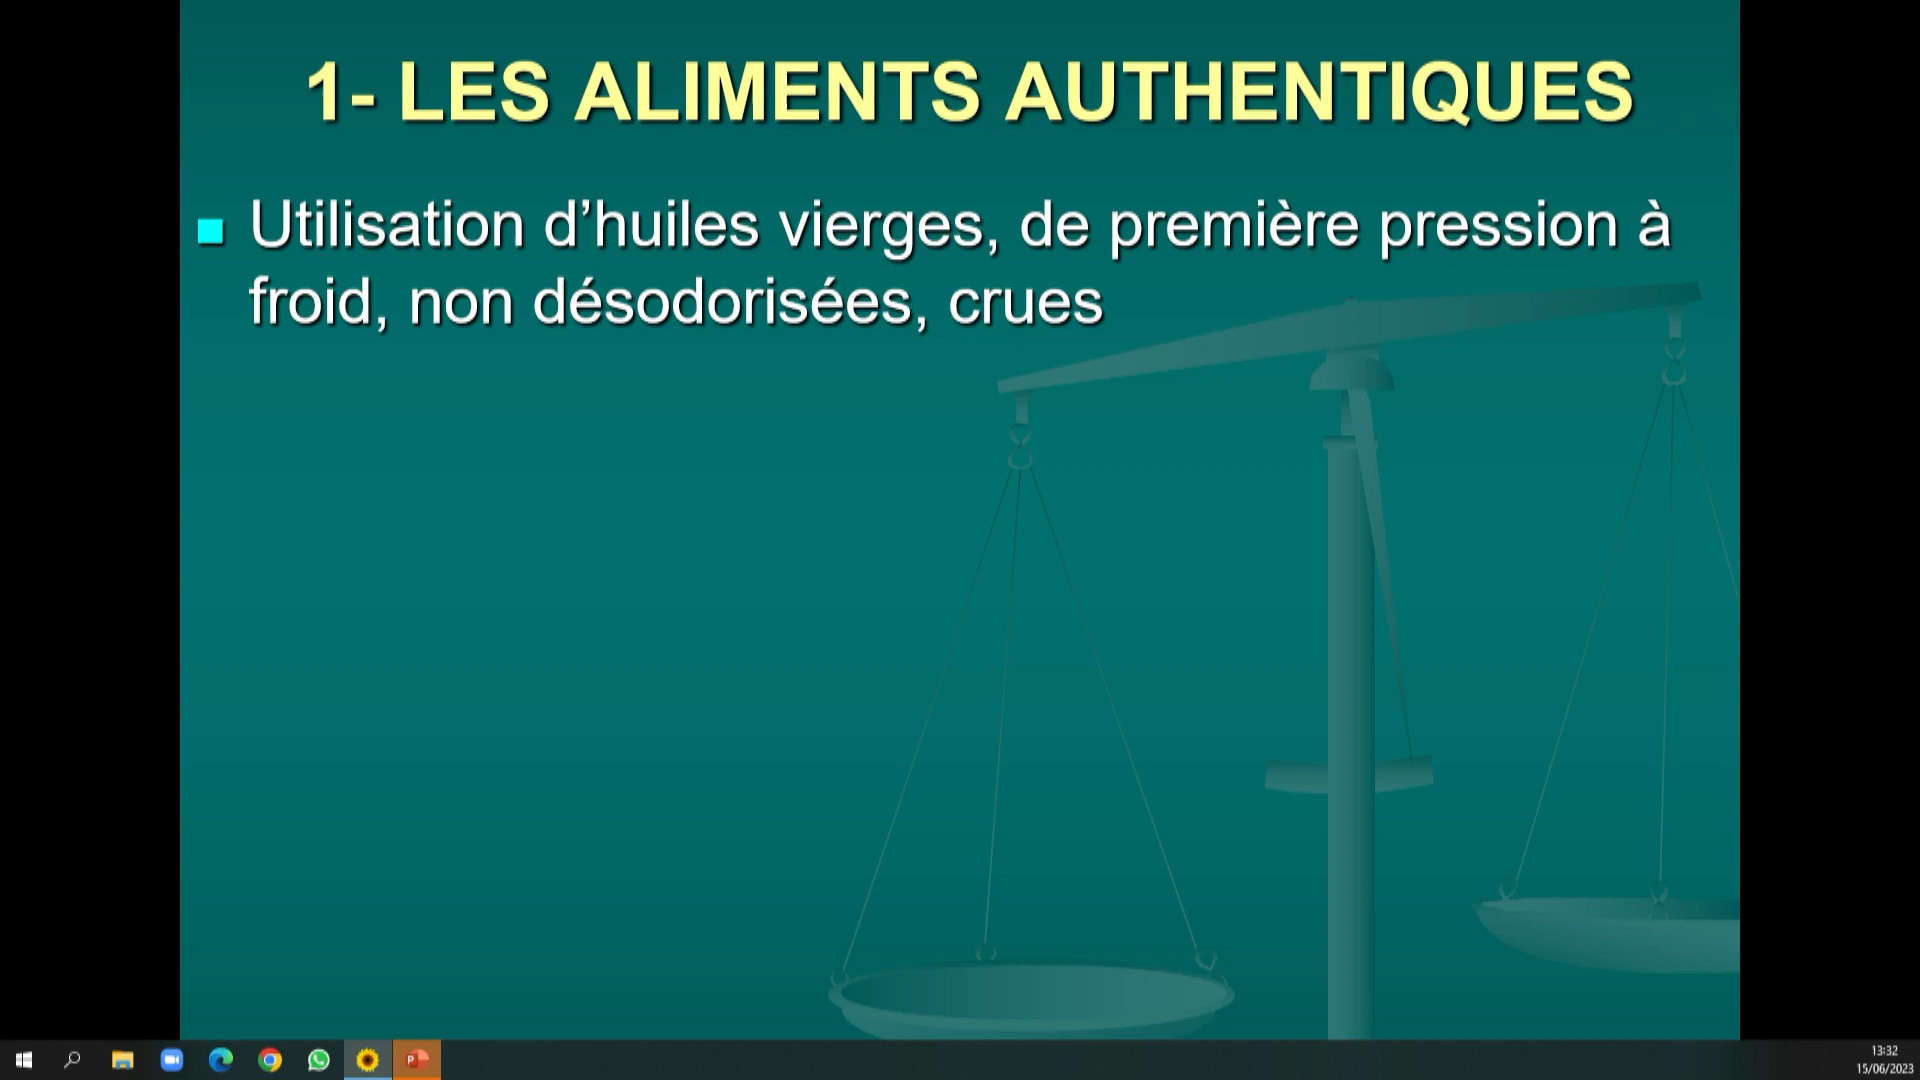 1- LES ALIMENTS AUTHENTIQUES
■ Utilisation d’huiles vierges, de première pression à
froid, non désodorisées, crues
13:32
15/06/2023